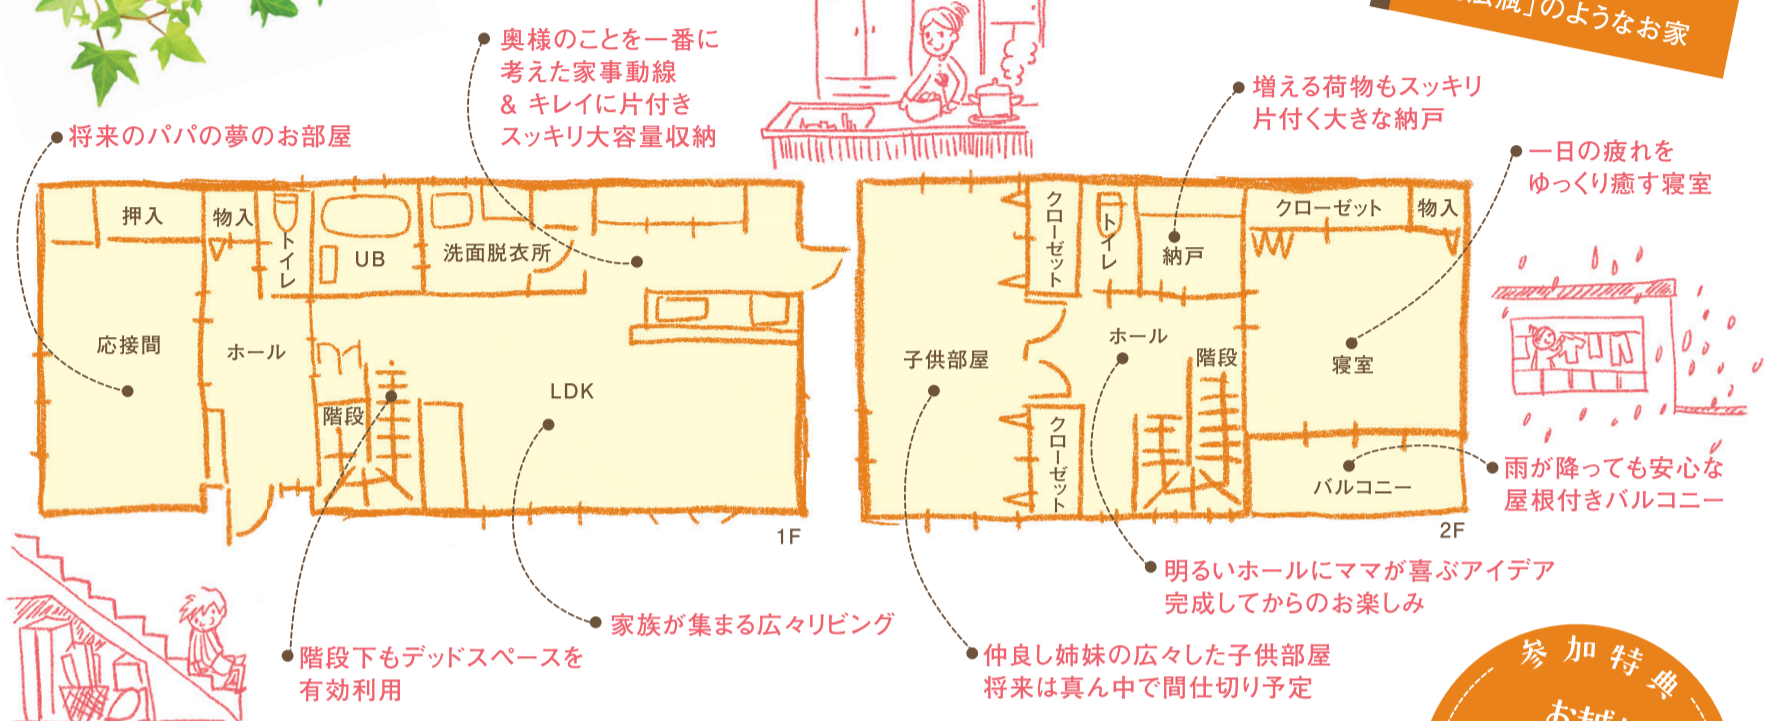 のようなお家
奥様のことを一番に
考えた家事動線
& キレイに片付き
スッキリ大容量収納
増える荷物もスッキリ
片付く大きな納戸
将来のパパの夢のお部屋
一日の疲れを
ゆっくり癒す寝室
押入
物入
トイレ
UB
洗面脱衣所
応接間
ホール
階段
LDK
1F
クローゼット
トイレ
納戸
クローゼット
物入
子供部屋
ホール
階段
寝室
クローゼット
バルコニー
2F
雨が降っても安心な
屋根付きバルコニー
明るいホールにママが喜ぶアイデア
完成してからのお楽しみ
家族が集まる広々リビング
階段下もデッドスペースを
有効利用
仲良し姉妹の広々した子供部屋
将来は真ん中で間仕切り予定
参加特典